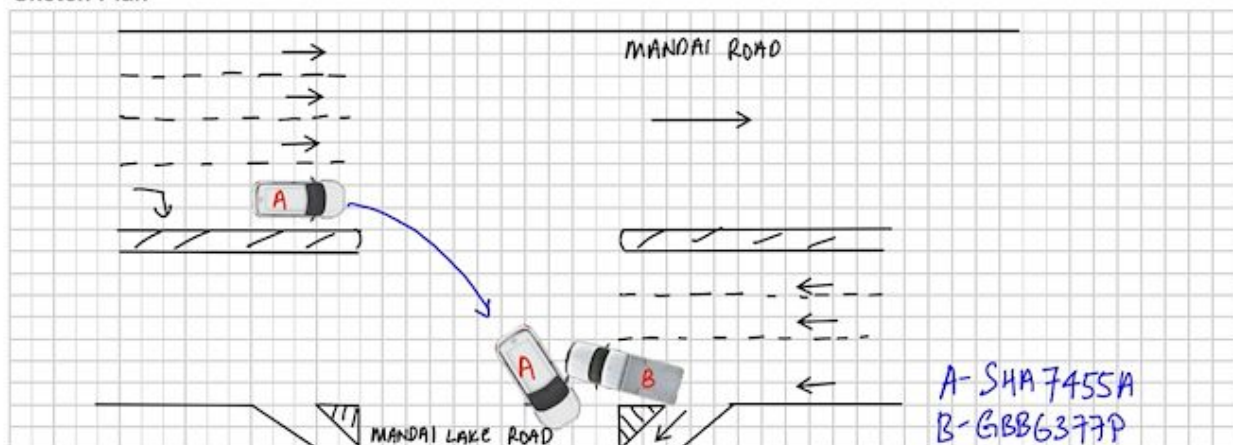 MANDAI ROAD
A
A
B
A- SHA7455A
B- GBB6377P
MANDAI LAKE ROAD